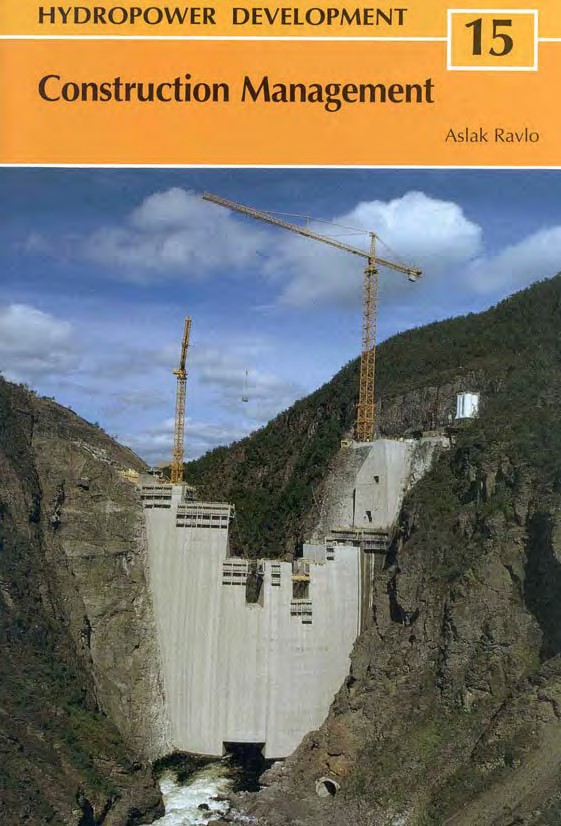 HYDROPOWER DEVELOPMENT
15
Construction Management
Aslak Ravlo